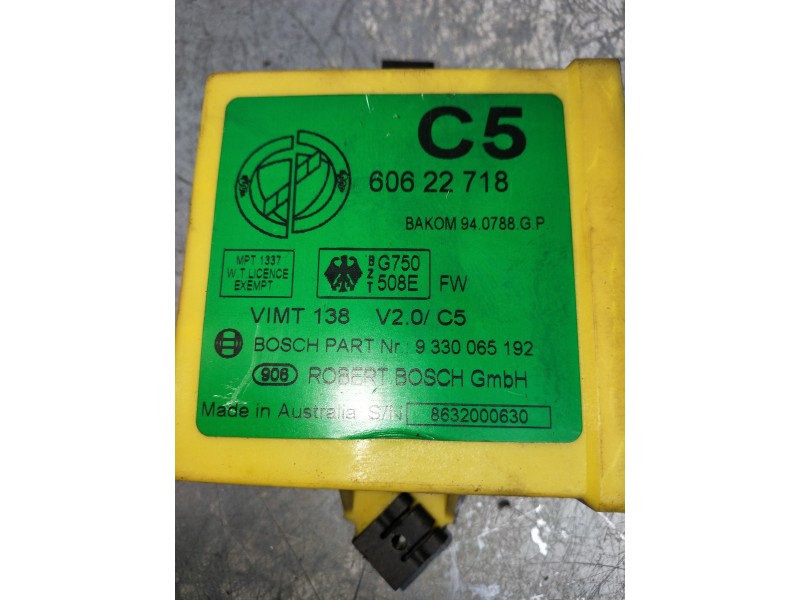 C5
606 22 718
BAKOM 94.0788.G.P.
MPT 1337
W.T. LICENCE
EXEMPT
BZT
G750
508E
FW
VIMT 138 V2.0/ C5
BOSCH PART Nr.: 9 330 065 192
906 ROBERT BOSCH GmbH
Made in Australia S/N 8632000630